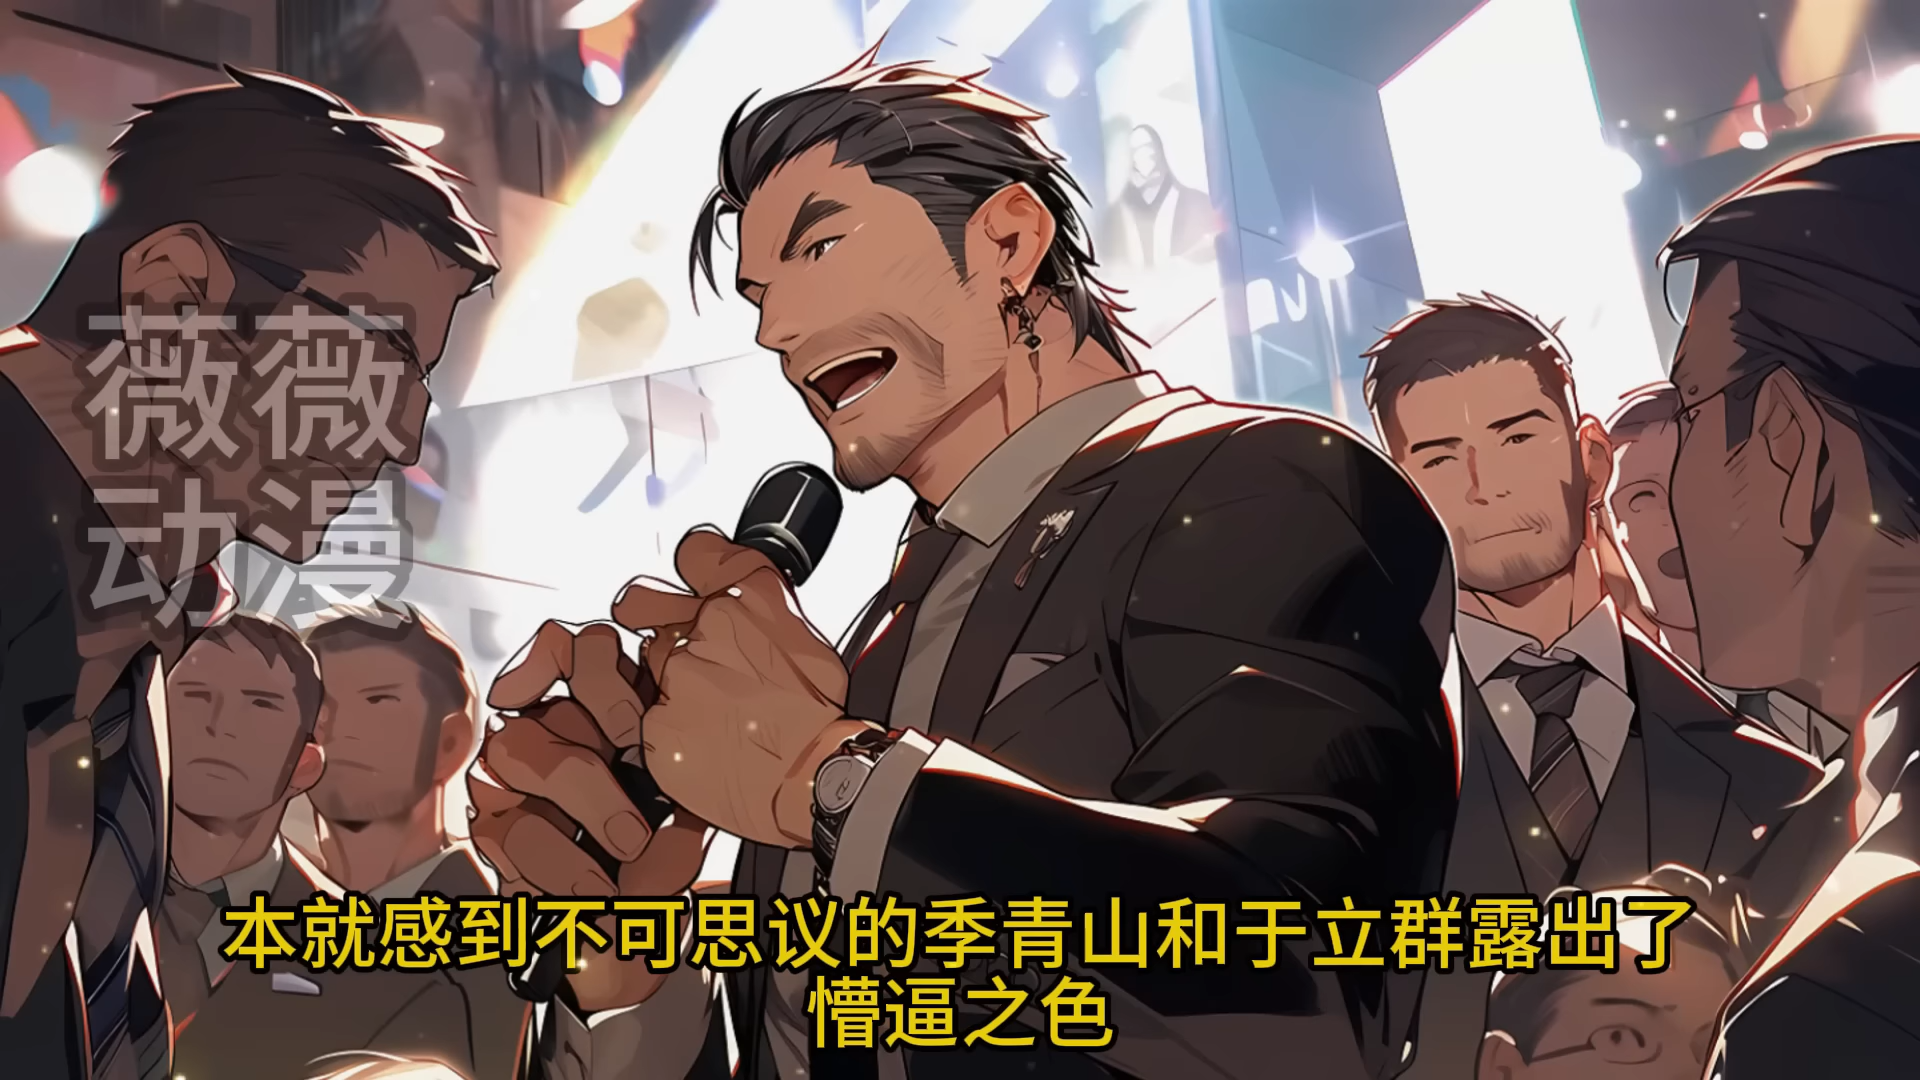 薇薇
动漫
本就感到不可思议的季青山和于立群露出了
懵逼之色